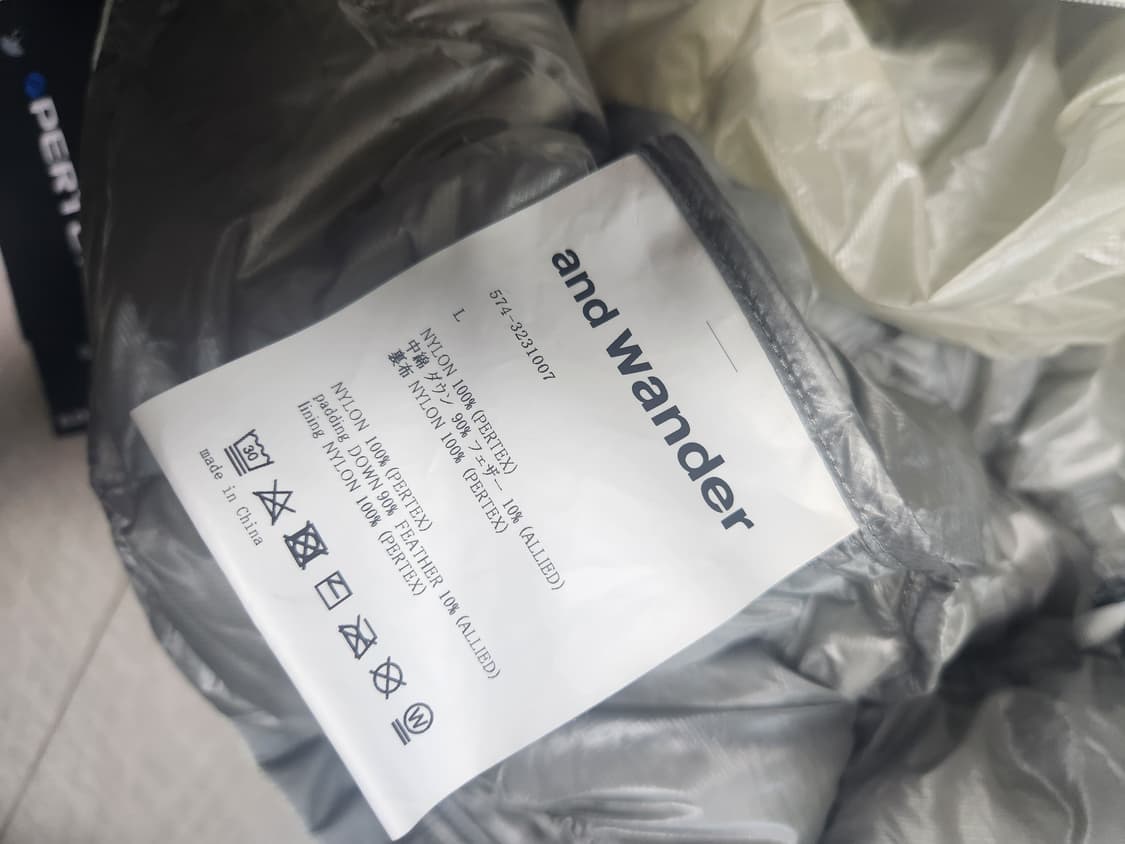 and wander
574-3231007
L
NYLON 100% (PERTEX)
中綿 ダウン 90% フェザー 10% (ALLIED)
裏布 NYLON 100% (PERTEX)
NYLON 100% (PERTEX)
padding DOWN 90% FEATHER 10% (ALLIED)
lining NYLON 100% (PERTEX)
30
W
made in China
PERT